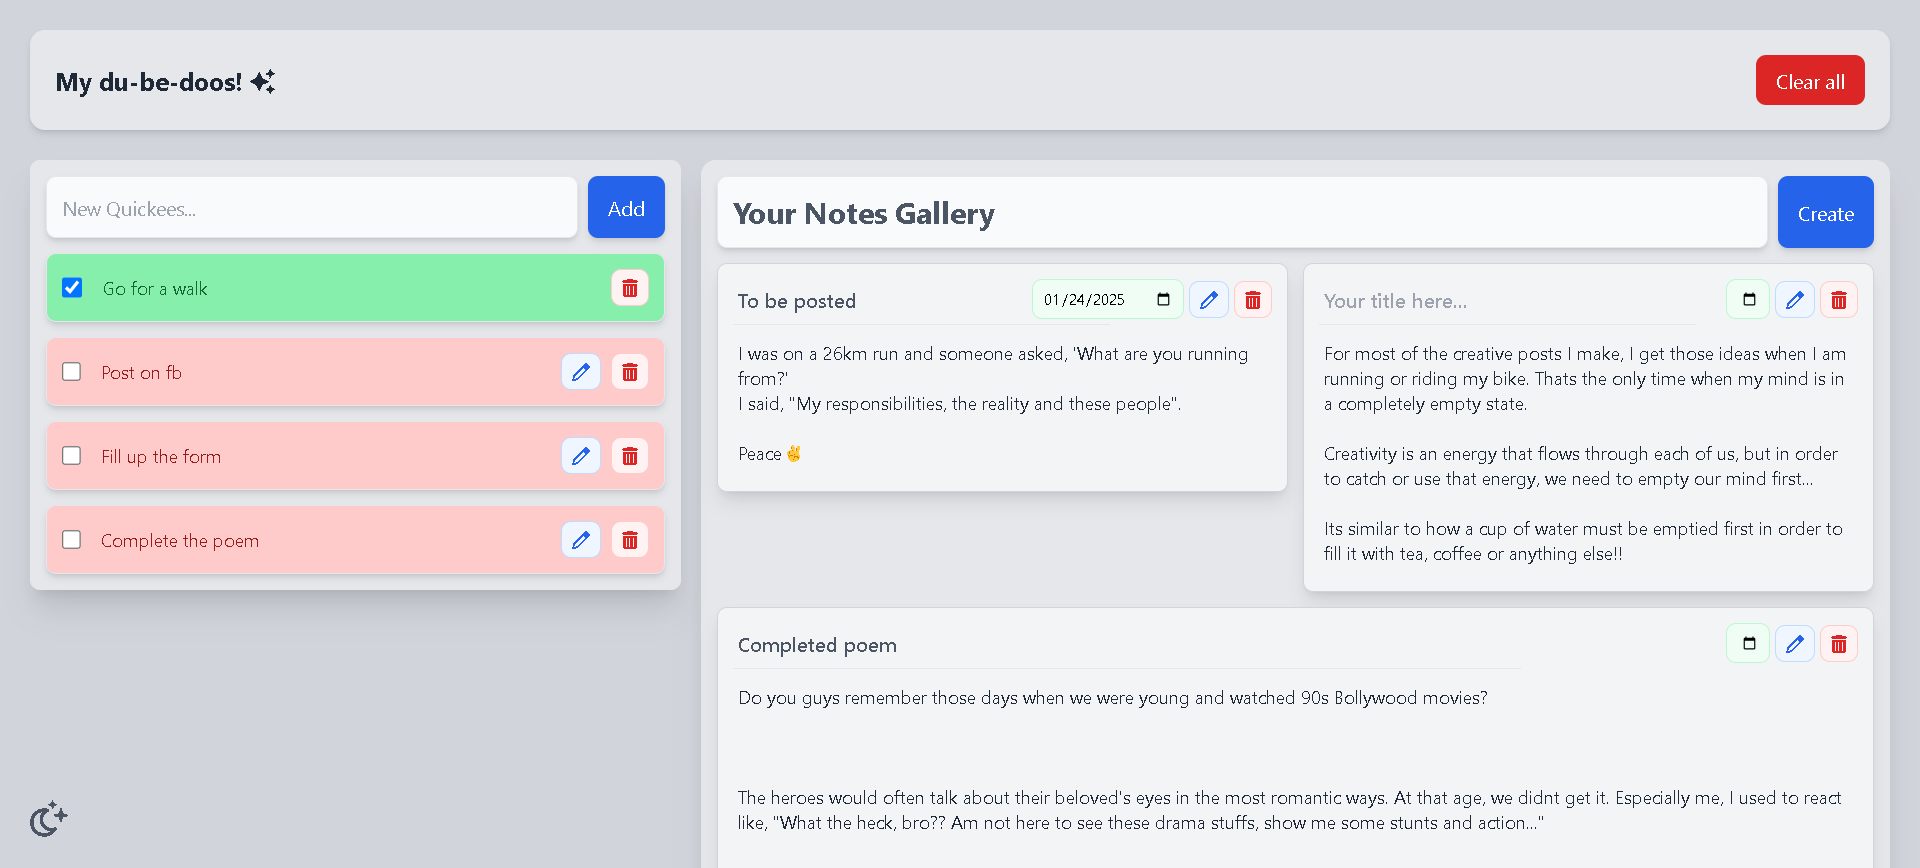 My du-be-doos!
Clear all
New Quickees...
Add
Go for a walk
Post on fb
Fill up the form
Complete the poem
Your Notes Gallery
Create
To be posted
01/24/2025
I was on a 26km run and someone asked, 'What are you running
from?'
I said, "My responsibilities, the reality and these people".
Peace ✌
Your title here...
For most of the creative posts I make, I get those ideas when I am
running or riding my bike. Thats the only time when my mind is in
a completely empty state.
Creativity is an energy that flows through each of us, but in order
to catch or use that energy, we need to empty our mind first...
Its similar to how a cup of water must be emptied first in order to
fill it with tea, coffee or anything else!!
Completed poem
Do you guys remember those days when we were young and watched 90s Bollywood movies?
The heroes would often talk about their beloved's eyes in the most romantic ways. At that age, we didnt get it. Especially me, I used to react
like, "What the heck, bro?? Am not here to see these drama stuffs, show me some stunts and action..."